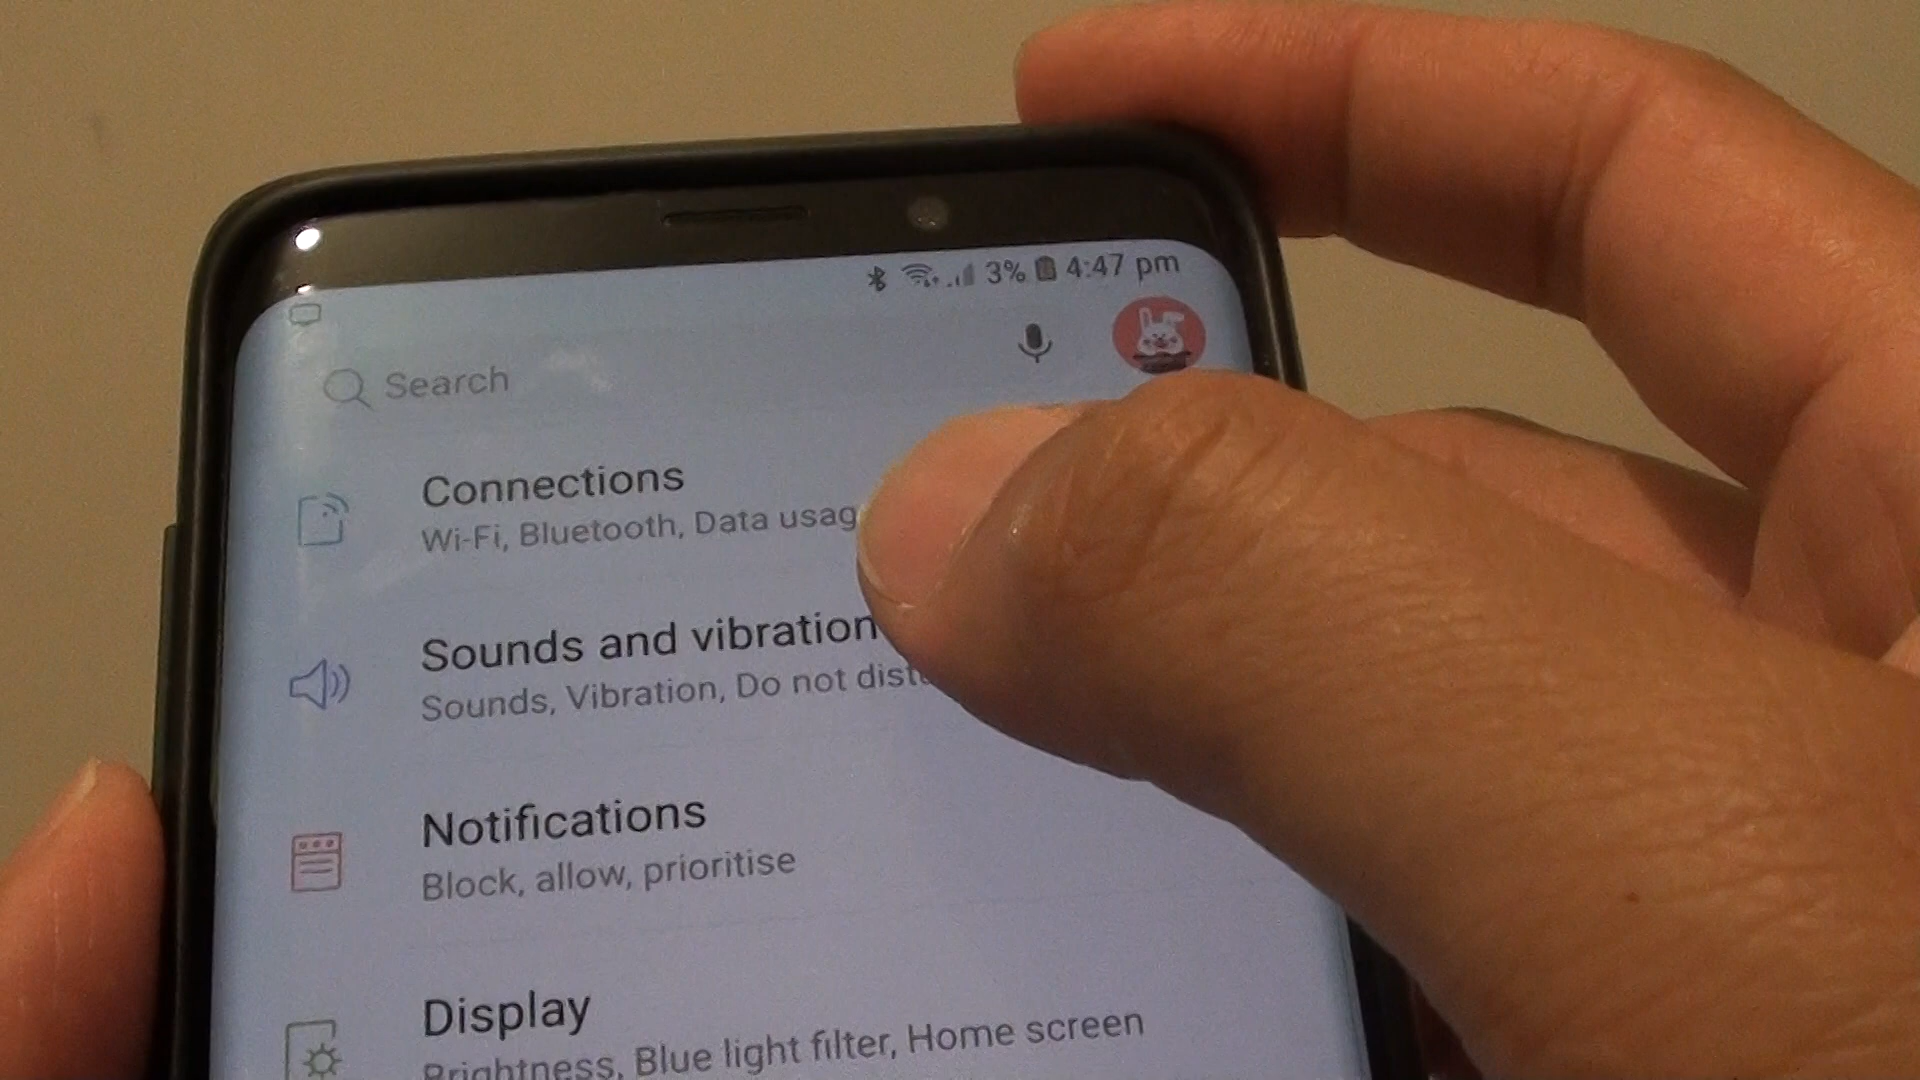 3% 4:47 pm
Search
Connections
Wi-Fi, Bluetooth, Data usag
Sounds and vibration
Sounds, Vibration, Do not dist
Notifications
Block, allow, prioritise
Display
Brightness, Blue light filter, Home screen